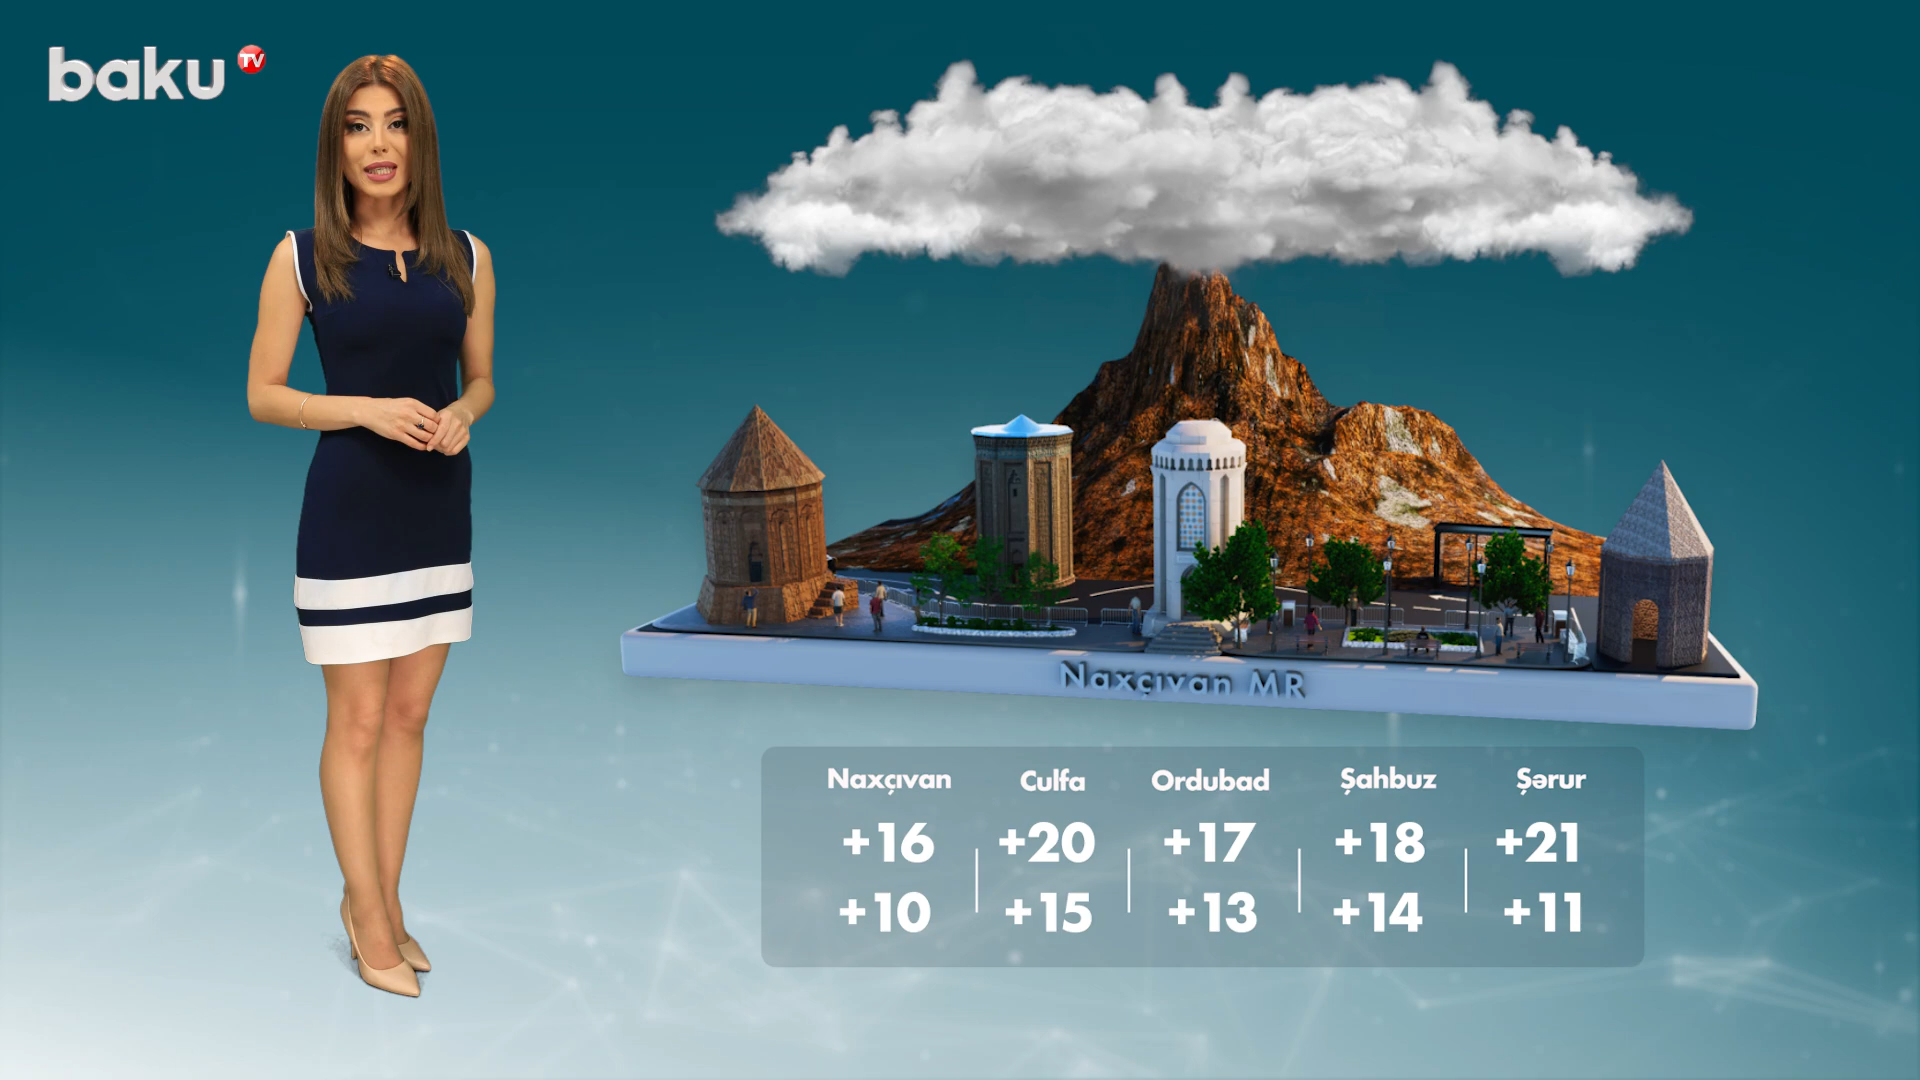 baku TV
Naxçıvan MR
Naxçıvan Culfa Ordubad Şahbuz Şərur
+16 +20 +17 +18 +21
+10 +15 +13 +14 +11